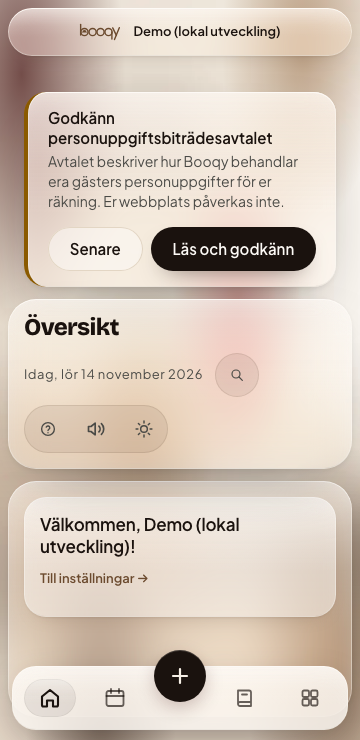 booqy Demo (lokal utveckling)
Godkänn
personuppgiftsbiträdesavtalet
Avtalet beskriver hur Booqy behandlar
era gästers personuppgifter för er
räkning. Er webbplats påverkas inte.
Senare Läs och godkänn
Översikt
Idag, lör 14 november 2026
Välkommen, Demo (lokal
utveckling)!
Till inställningar →